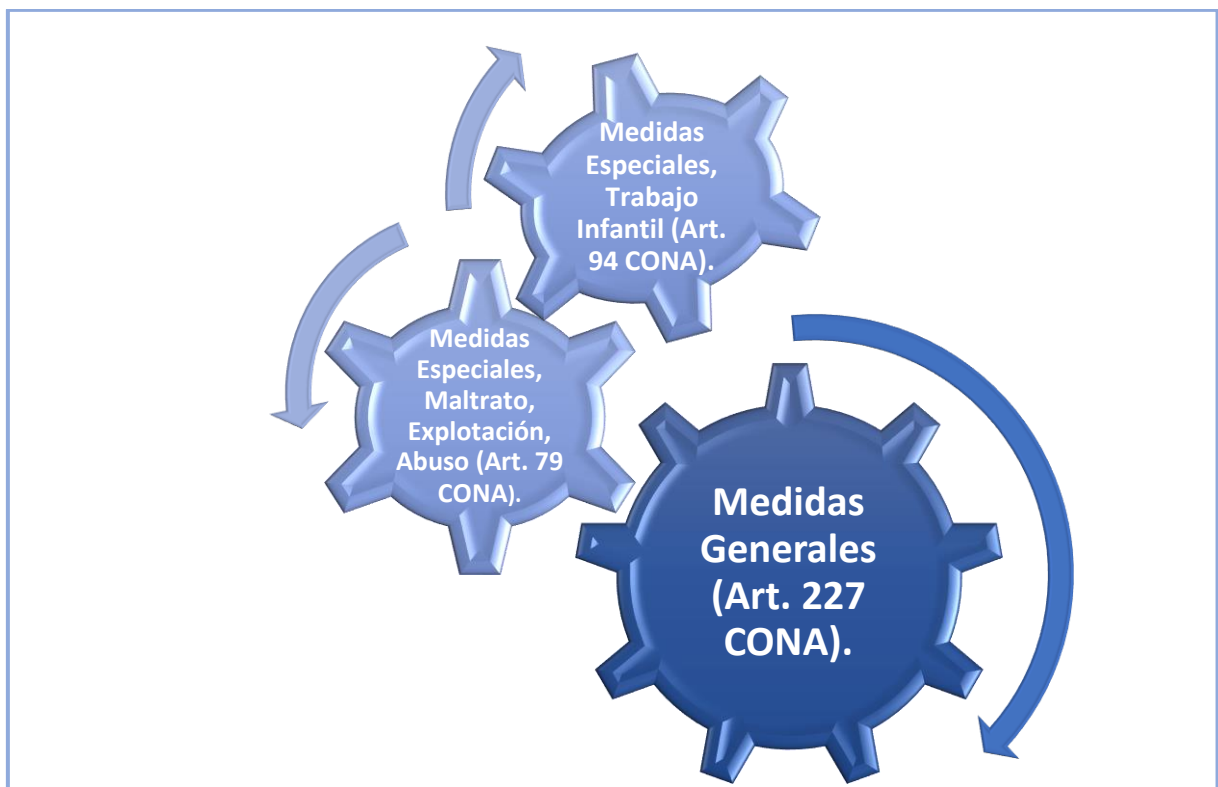 Medidas
Especiales,
Trabajo
Infantil (Art.
94 CONA).
Medidas
Especiales,
Maltrato,
Explotación,
Abuso (Art. 79
CONA).
Medidas
Generales
(Art. 227
CONA).